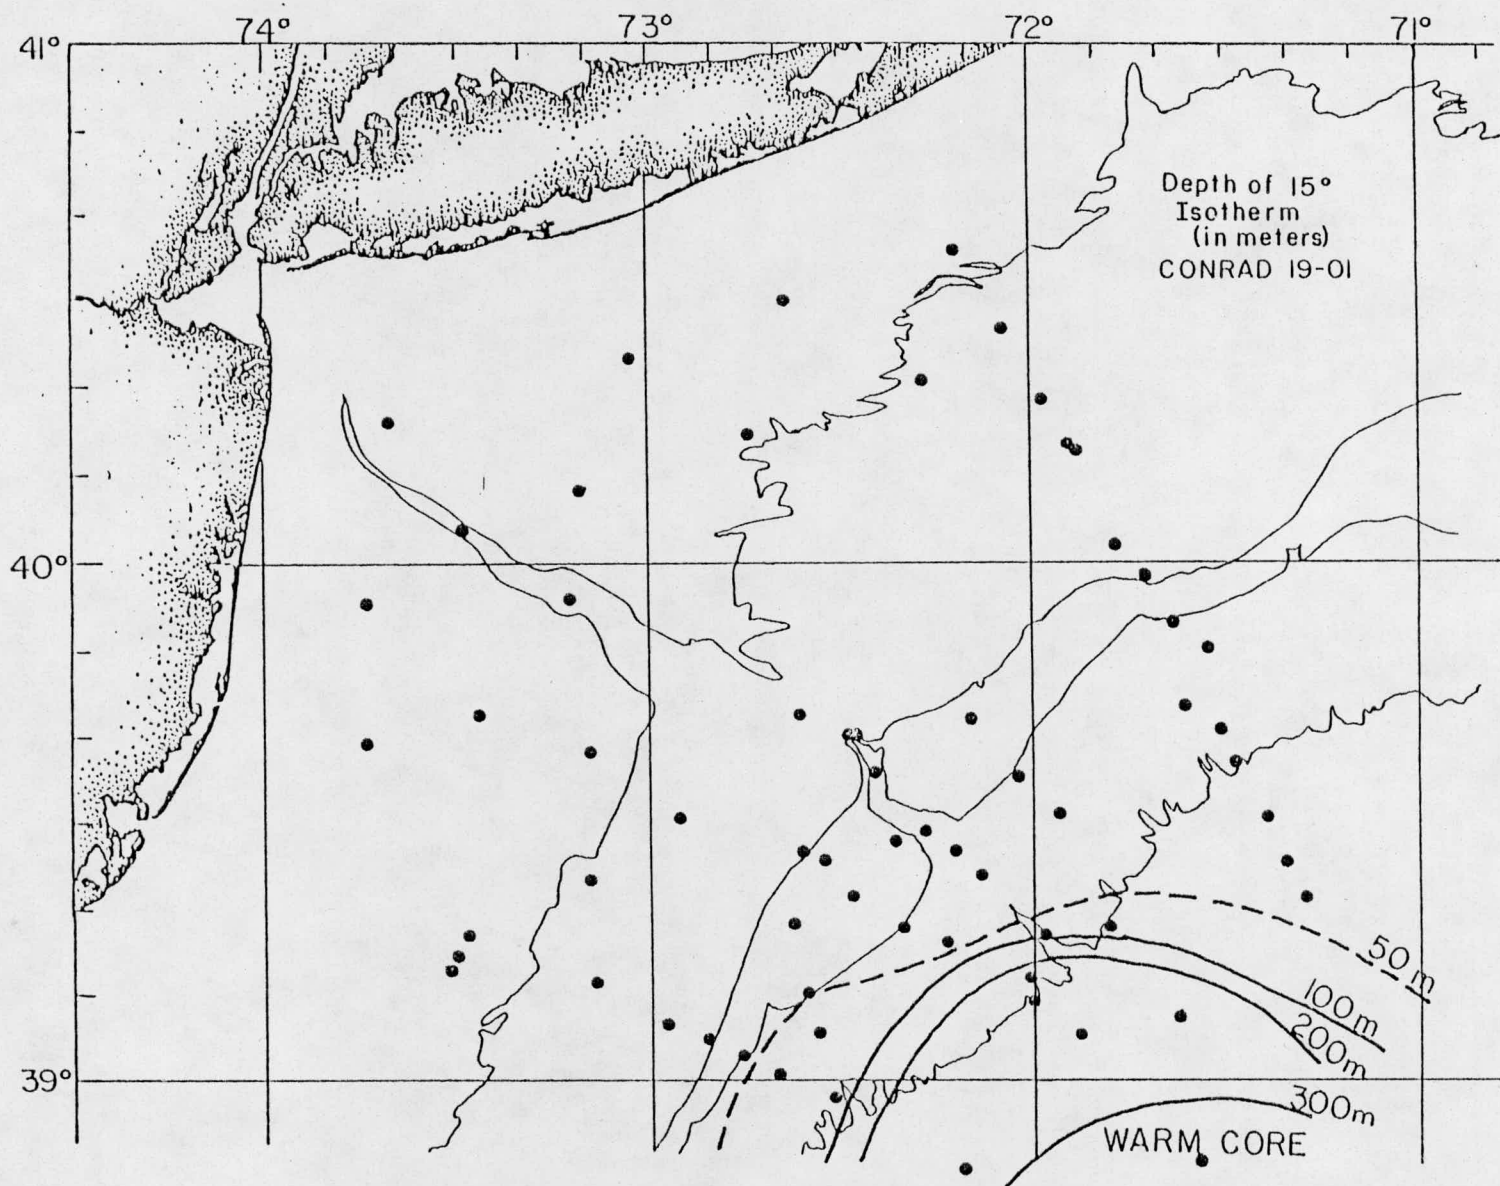 74° 73° 72° 71°
41°
Depth of 15°
Isotherm
(in meters)
CONRAD 19-01
40°
50m
100m
200m
39°
300m
WARM CORE